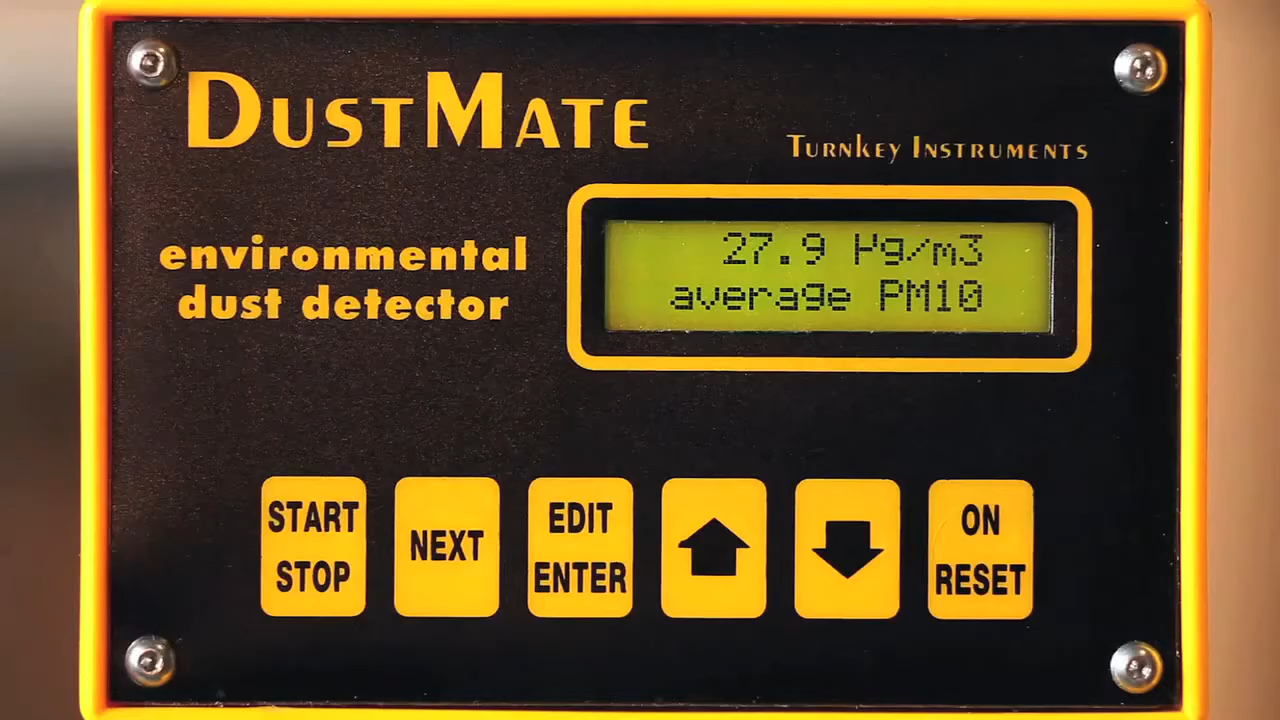 DUSTMATE
TURNKEY INSTRUMENTS
environmental
dust detector
27.9 µg/m3
average PM10
START
STOP
NEXT
EDIT
ENTER
ON
RESET